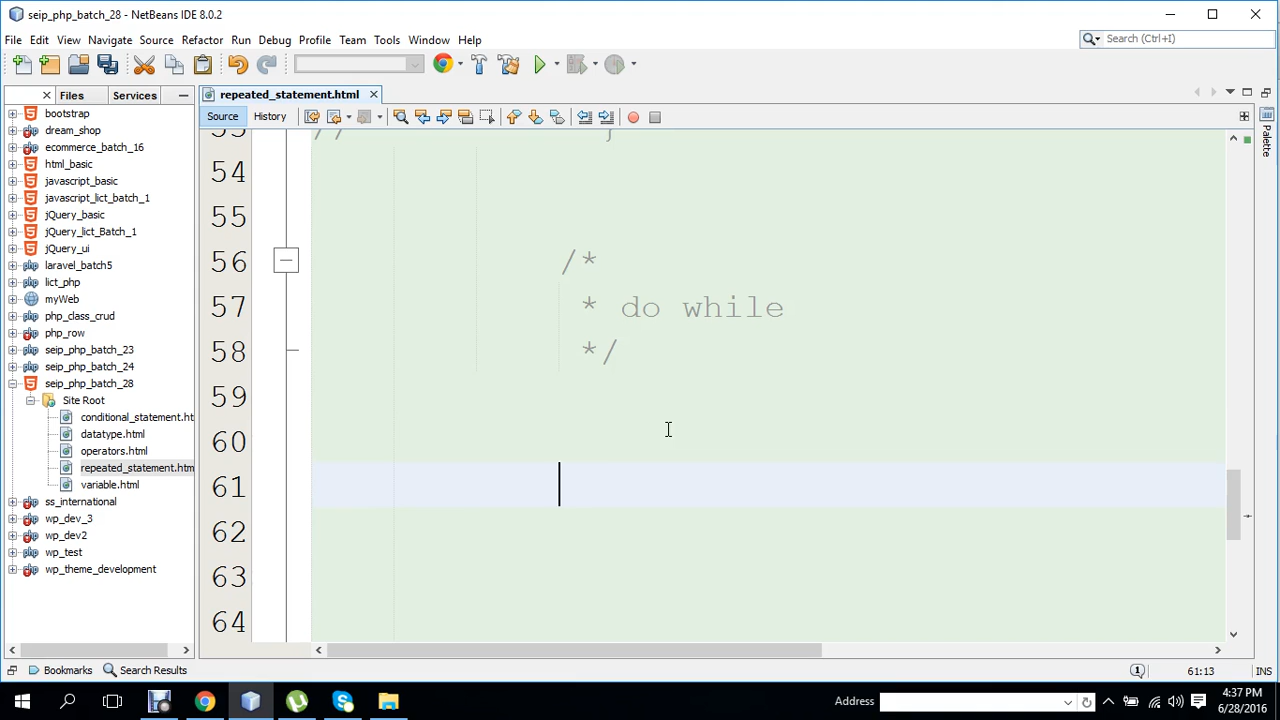 seip_php_batch_28 - NetBeans IDE 8.0.2
File Edit View Navigate Source Refactor Run Debug Profile Team Tools Window Help
Search (Ctrl+I)
Files Services
repeated_statement.html
Source History
bootstrap
dream_shop
ecommerce_batch_16
html_basic
javascript_basic
javascript_lict_batch_1
jQuery_basic
jQuery_lict_Batch_1
jQuery_ui
laravel_batch5
lict_php
myWeb
php_class_crud
php_row
seip_php_batch_23
seip_php_batch_24
seip_php_batch_28
Site Root
conditional_statement.ht
datatype.html
operators.html
repeated_statement.htm
variable.html
ss_international
wp_dev_3
wp_dev2
wp_test
wp_theme_development
53 // }
54
55
56 /*
57 * do while
58 */
59
60
61
62
63
64
Palette
Bookmarks Search Results
1
61:13 INS
Address
4:37 PM
6/28/2016